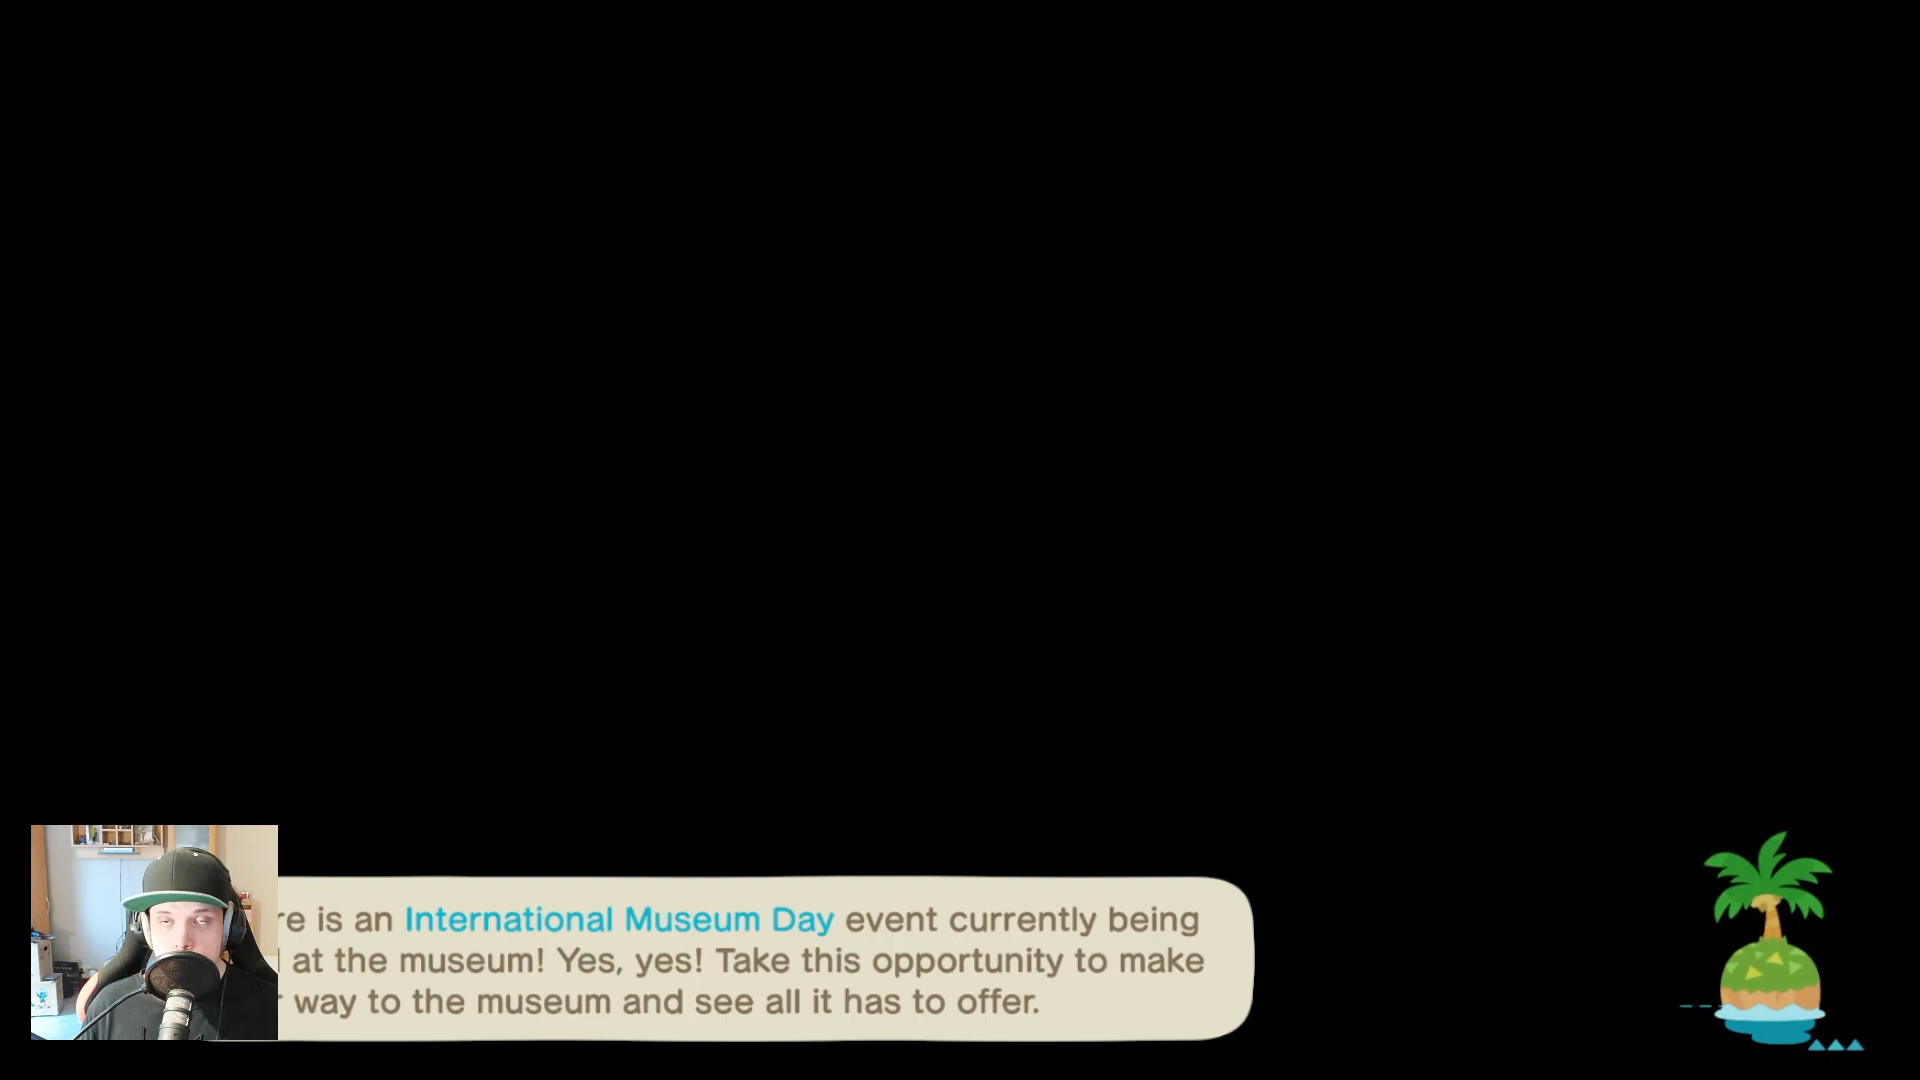 is an International Museum Day event currently being
at the museum! Yes, yes! Take this opportunity to make
way to the museum and see all it has to offer.